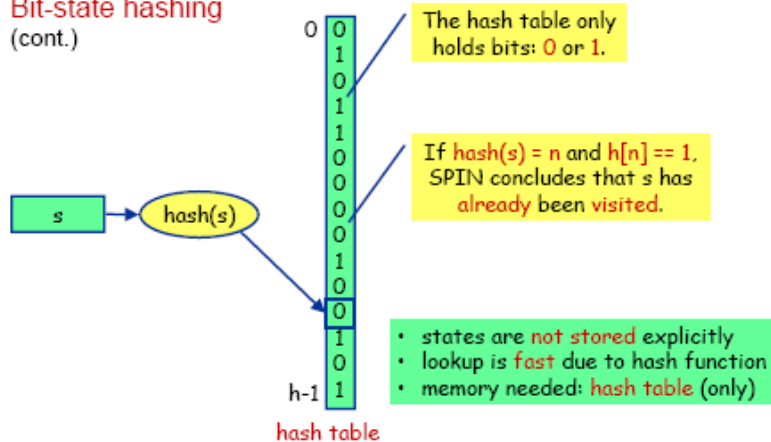 Bit-state hashing
(cont.)
0
0
1
0
1
1
0
0
0
0
1
0
0
1
0
h-1 1
hash table
s
hash(s)
The hash table only
holds bits: 0 or 1.
If hash(s) = n and h[n] == 1,
SPIN concludes that s has
already been visited.
• states are not stored explicitly
• lookup is fast due to hash function
• memory needed: hash table (only)